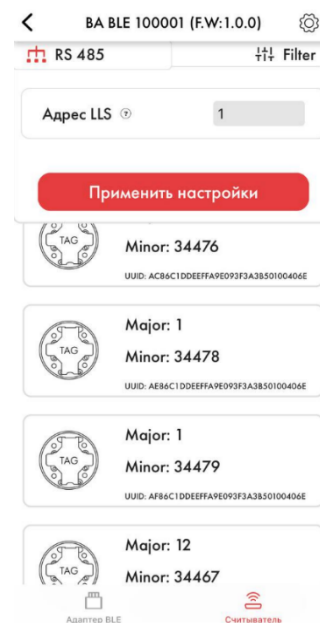 BA BLE 100001 (F.W:1.0.0)
RS 485
Filter
Адрес LLS ?
1
Применить настройки
TAG
Minor: 34476
UUID: AC86C1DDEEFFA9E093F3A3B50100406E
Major: 1
TAG
Minor: 34478
UUID: AE86C1DDEEFFA9E093F3A3B50100406E
Major: 1
TAG
Minor: 34479
UUID: AF86C1DDEEFFA9E093F3A3B50100406E
Major: 12
TAG
Minor: 34467
Адаптер BLE
Считыватель